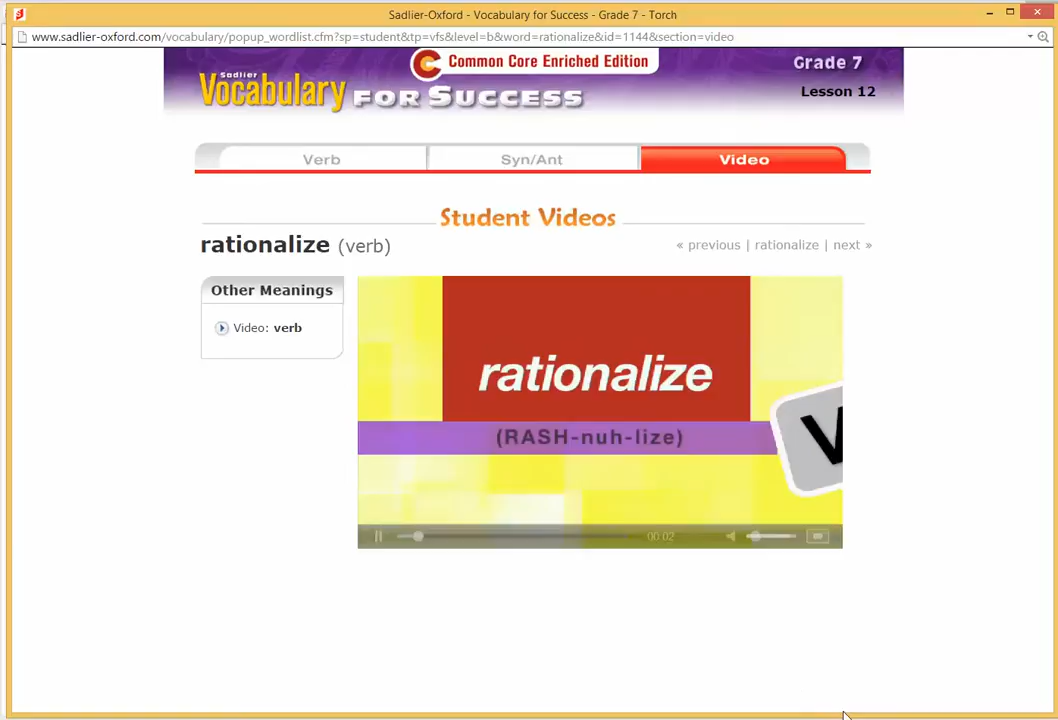 Sadlier-Oxford - Vocabulary for Success - Grade 7 - Torch
www.sadlier-oxford.com/vocabulary/popup_wordlist.cfm?sp=student&tp=vfs&level=b&word=rationalize&id=1144&section=video
Common Core Enriched Edition
Grade 7
Sadlier
Vocabulary FOR SUCCESS
Lesson 12
Verb
Syn/Ant
Video
Student Videos
rationalize (verb)
« previous | rationalize | next »
Other Meanings
Video: verb
rationalize
(RASH-nuh-lize)
V
00:02